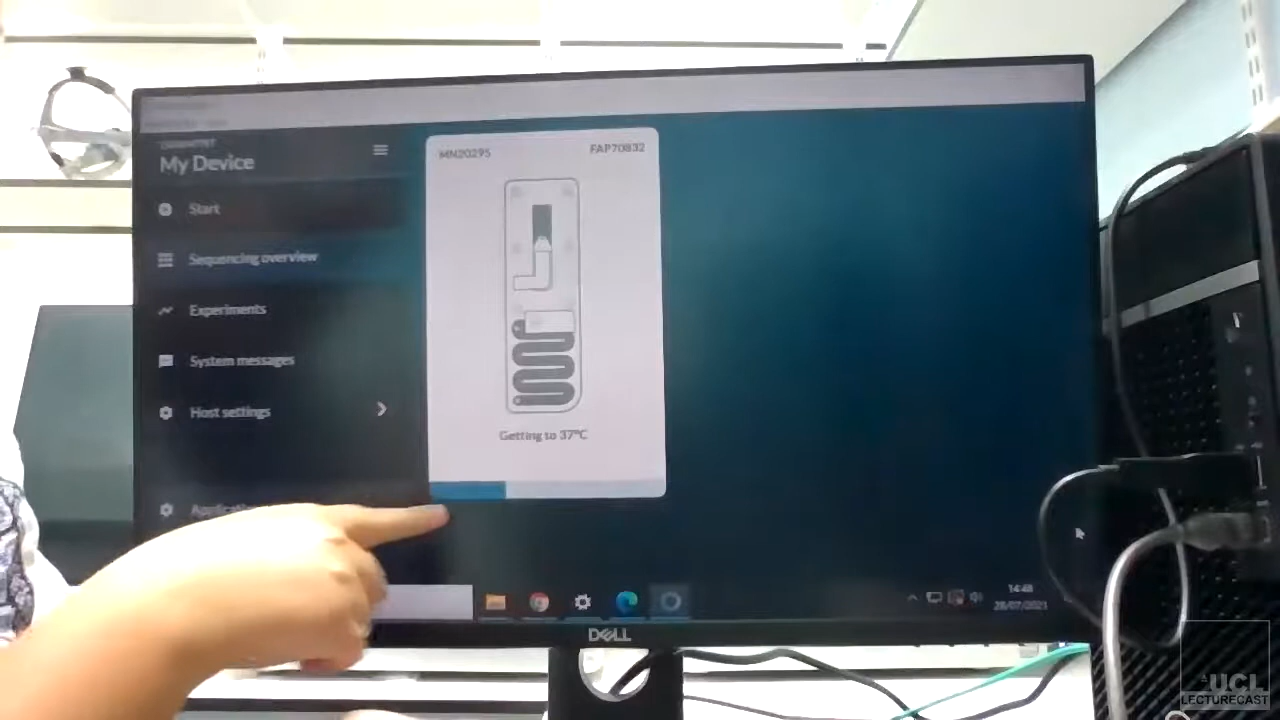 My Device
Start
Sequencing overview
Experiments
System messages
Host settings
MN20295
FAP70832
Getting to 37°C
14:48
28/07/2021
DELL
UCL
LECTURECAST